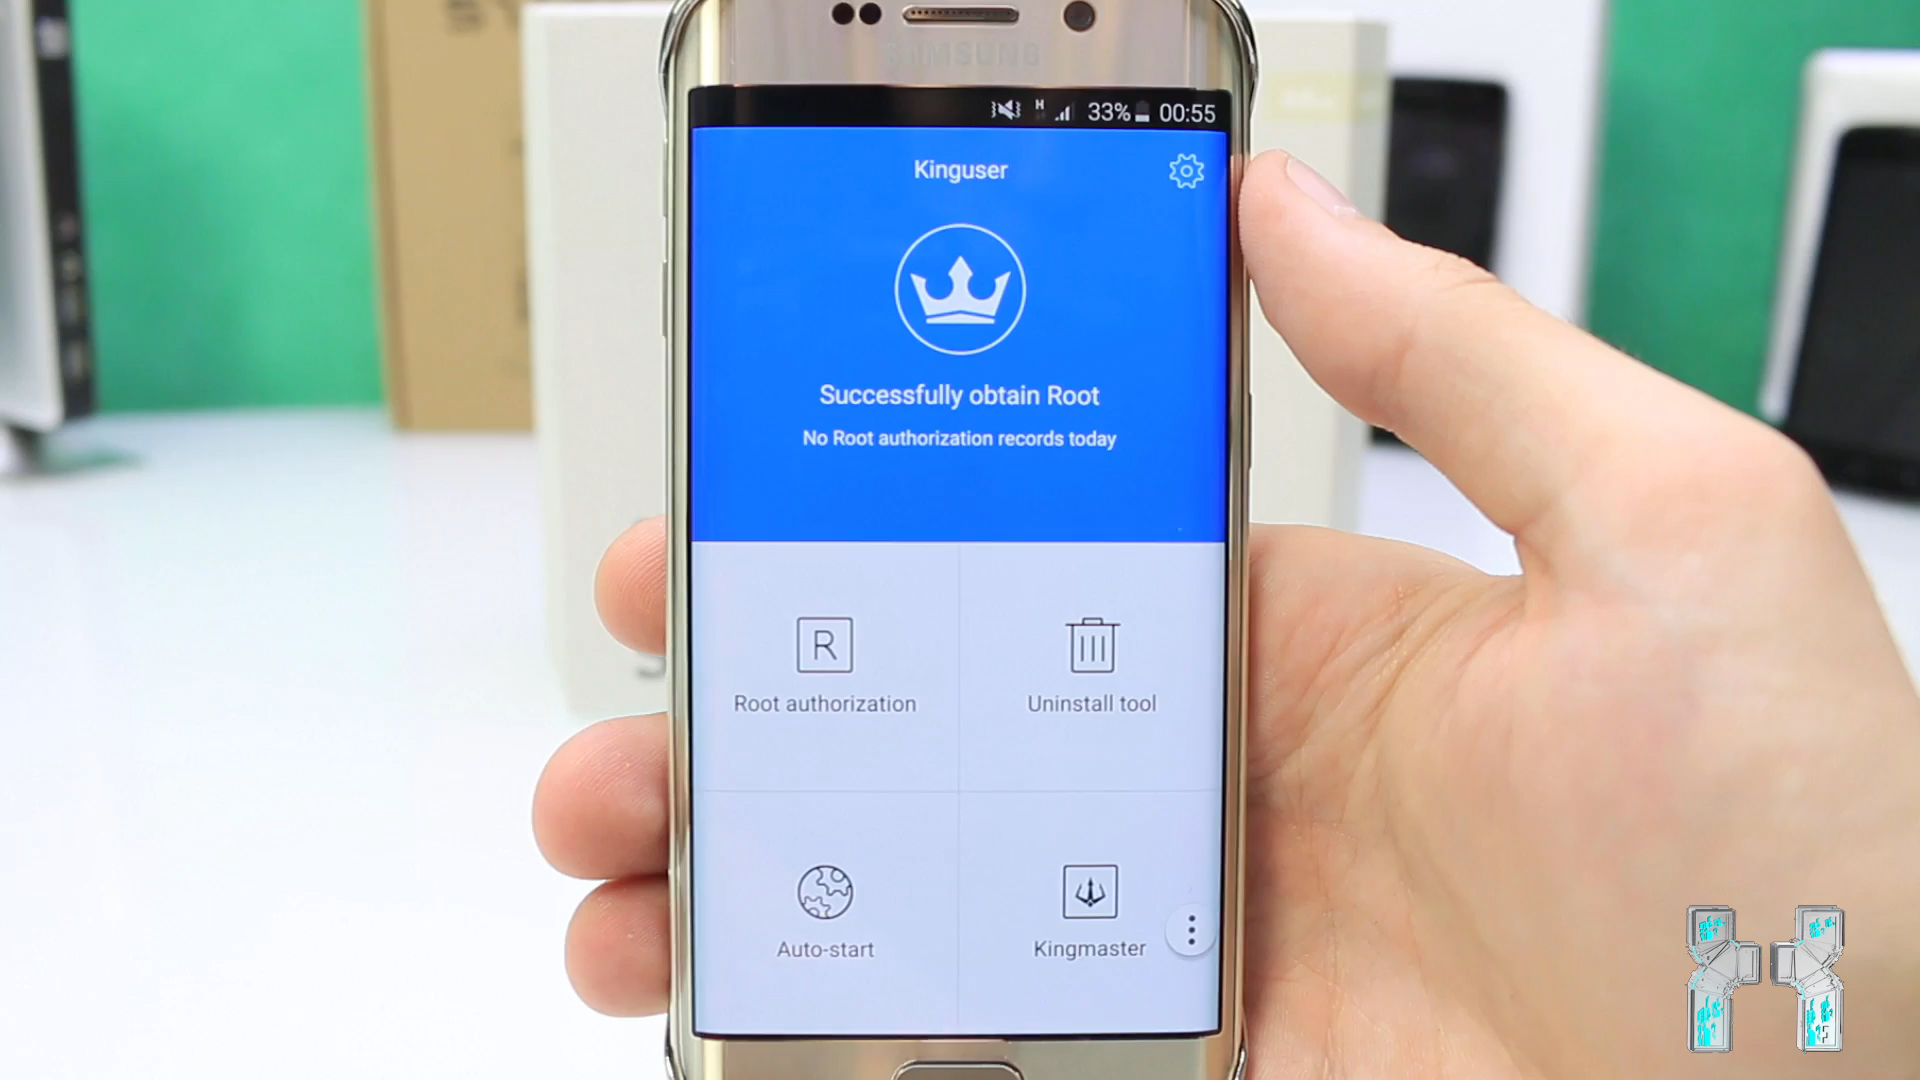 SAMSUNG
H
33% 00:55
Kinguser
Successfully obtain Root
No Root authorization records today
R
Root authorization
Uninstall tool
Auto-start
Kingmaster